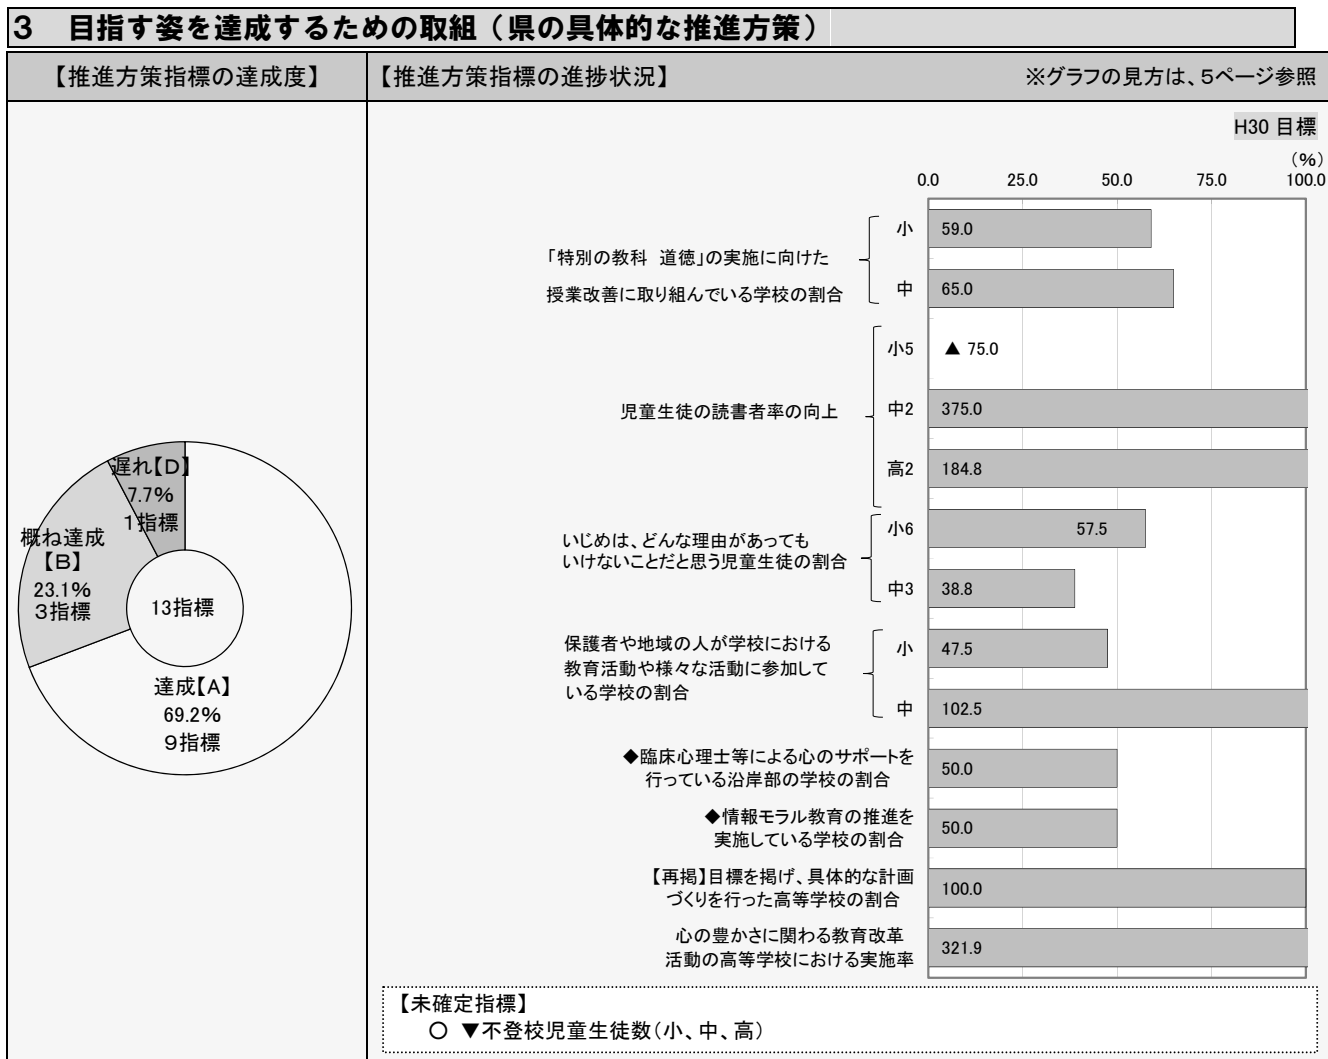 3　目指す姿を達成するための取組（県の具体的な推進方策）
【推進方策指標の達成度】
【推進方策指標の進捗状況】　※グラフの見方は、5ページ参照
遅れ【D】
7.7%
1指標
概ね達成
【B】
23.1%
3指標
13指標
達成【A】
69.2%
9指標
H30 目標
（%）
0.0 25.0 50.0 75.0 100.0
「特別の教科　道徳」の実施に向けた
授業改善に取り組んでいる学校の割合
小 59.0
中 65.0
児童生徒の読書者率の向上
小5 ▲ 75.0
中2 375.0
高2 184.8
いじめは、どんな理由があっても
いけないことだと思う児童生徒の割合
小6 57.5
中3 38.8
保護者や地域の人が学校における
教育活動や様々な活動に参加して
いる学校の割合
小 47.5
中 102.5
◆臨床心理士等による心のサポートを
行っている沿岸部の学校の割合
50.0
◆情報モラル教育の推進を
実施している学校の割合
50.0
【再掲】目標を掲げ、具体的な計画
づくりを行った高等学校の割合
100.0
心の豊かさに関わる教育改革
活動の高等学校における実施率
321.9
【未確定指標】
○ ▼不登校児童生徒数（小、中、高）